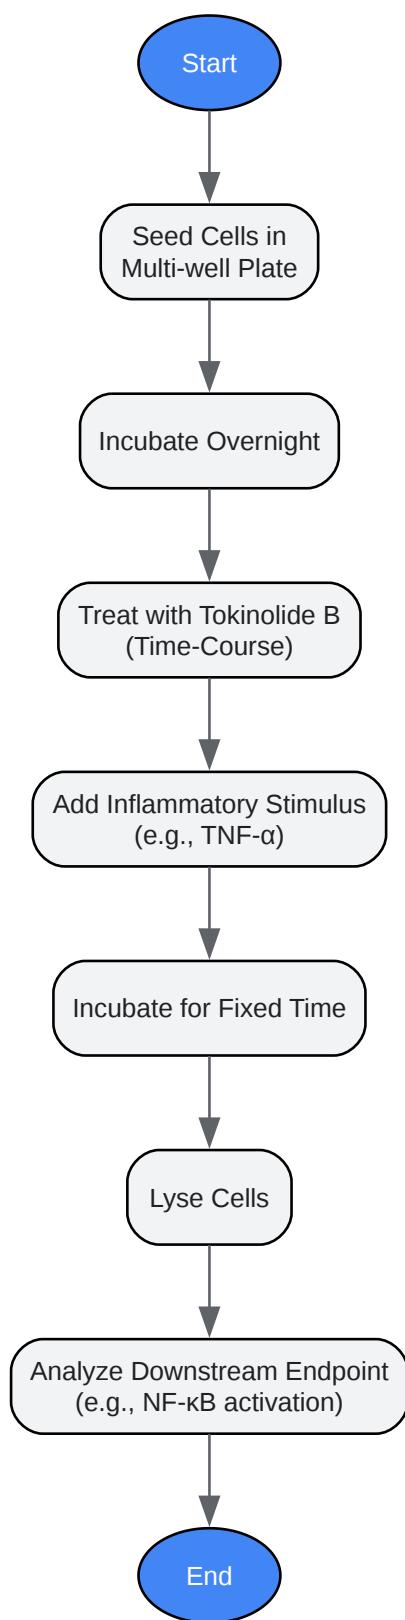 Start
Seed Cells in
Multi-well Plate
Incubate Overnight
Treat with Tokinolide B
(Time-Course)
Add Inflammatory Stimulus
(e.g., TNF-α)
Incubate for Fixed Time
Lyse Cells
Analyze Downstream Endpoint
(e.g., NF-κB activation)
End